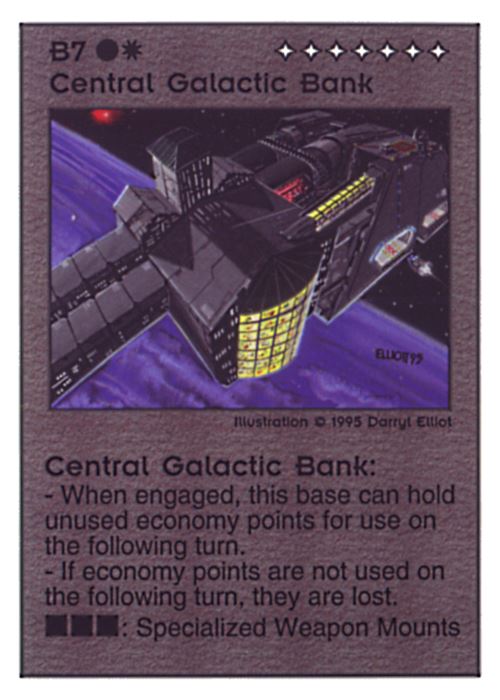 B7
Central Galactic Bank
ELLIOTT 95
Illustration © 1995 Darryl Elliot
Central Galactic Bank:
- When engaged, this base can hold
unused economy points for use on
the following turn.
- If economy points are not used on
the following turn, they are lost.
: Specialized Weapon Mounts